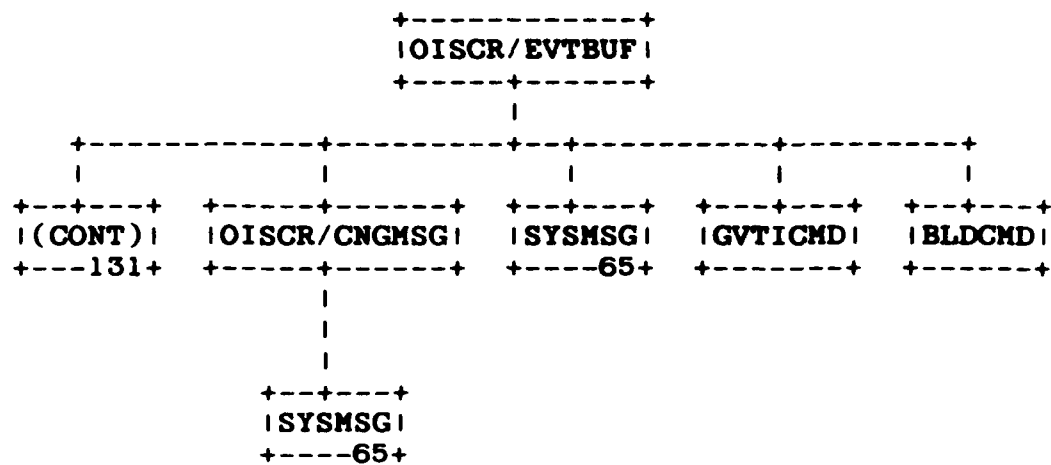 OISCR/EVTBUF
(CONT) OISCR/CNGMSG SYSMSG GVTICMD BLDCMD
131 65
SYSMSG
65